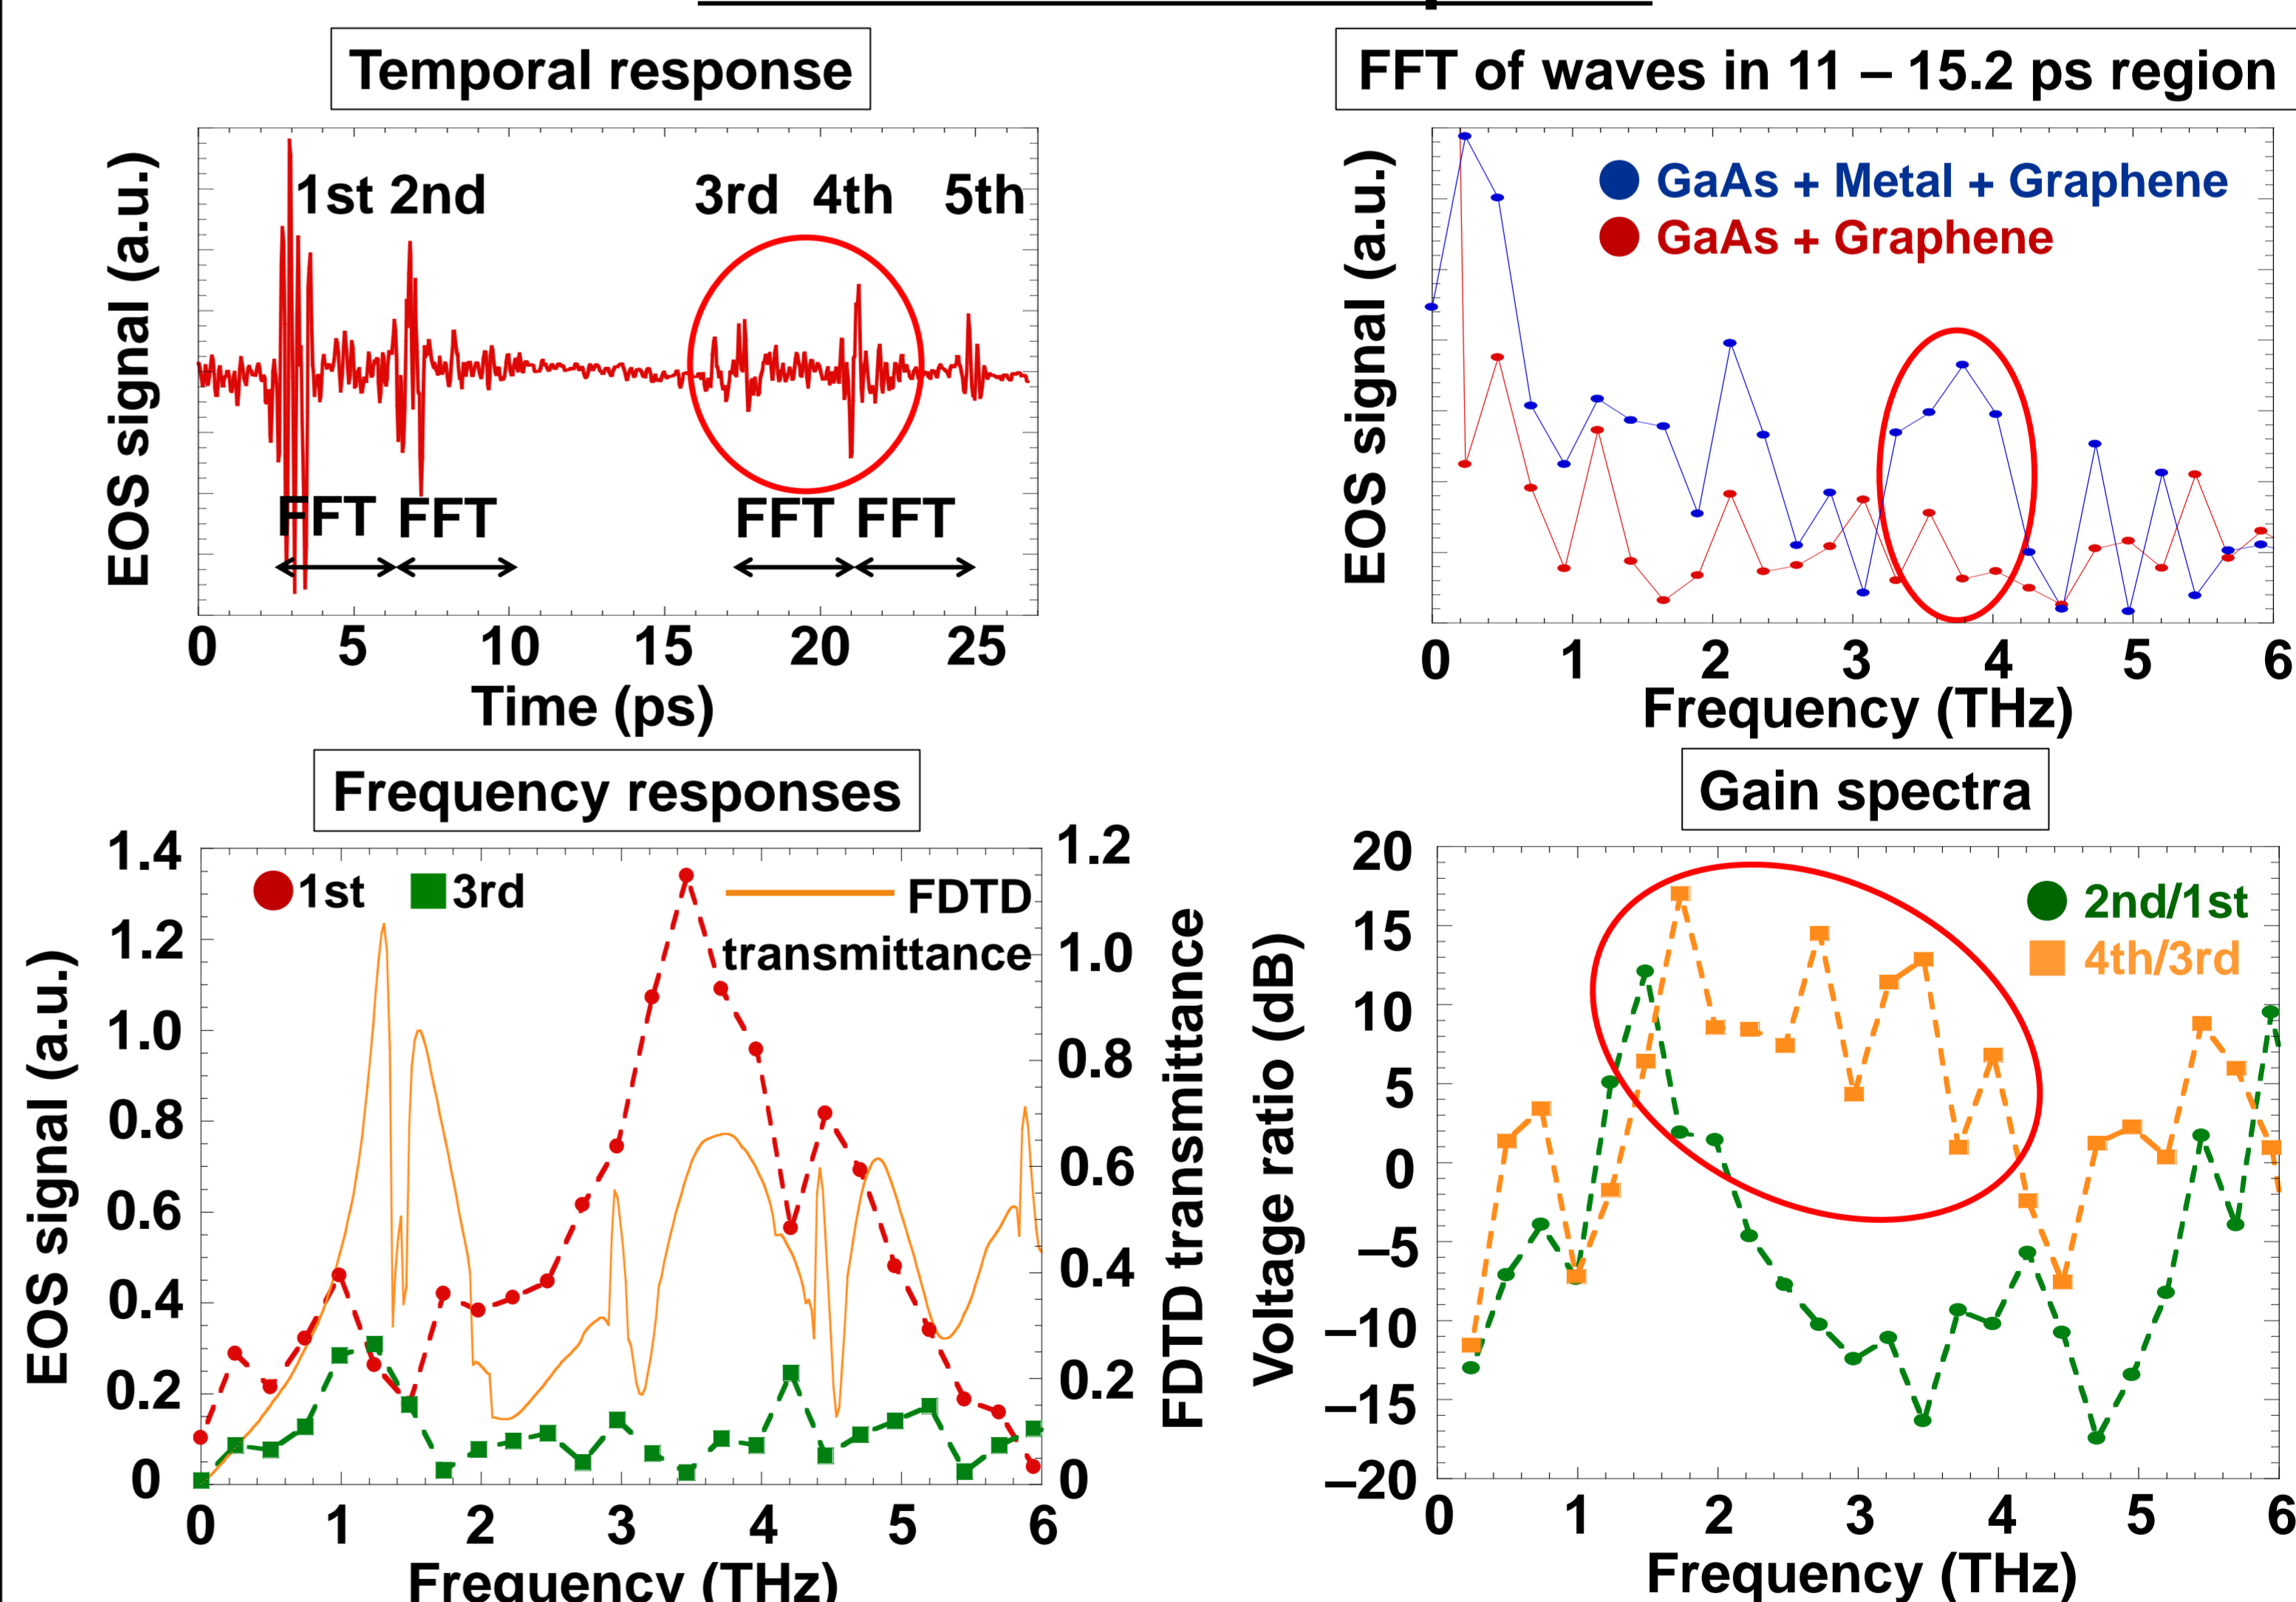 Temporal response
EOS signal (a.u.)
1st 2nd 3rd 4th 5th
FFT FFT FFT FFT
0 5 10 15 20 25
Time (ps)
FFT of waves in 11 – 15.2 ps region
EOS signal (a.u.)
GaAs + Metal + Graphene
GaAs + Graphene
0 1 2 3 4 5 6
Frequency (THz)
Frequency responses
EOS signal (a.u.)
1.4
1.2
1.0
0.8
0.6
0.4
0.2
0
1st 3rd FDTD
transmittance
1.2
1.0
0.8
0.6
0.4
0.2
0
FDTD transmittance
0 1 2 3 4 5 6
Frequency (THz)
Gain spectra
Voltage ratio (dB)
20
15
10
5
0
–5
–10
–15
–20
2nd/1st
4th/3rd
0 1 2 3 4 5 6
Frequency (THz)